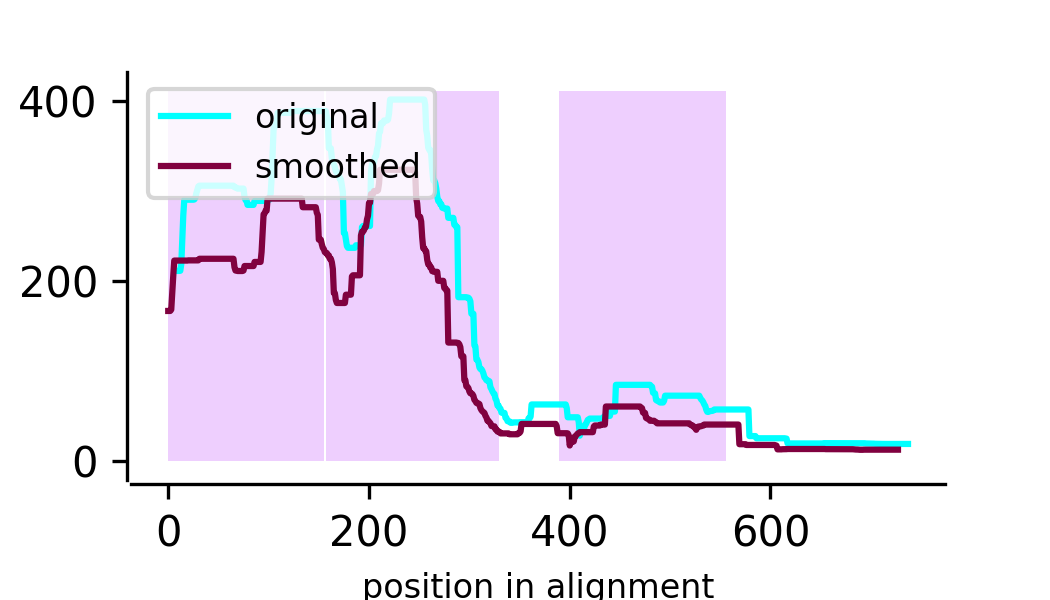 400
200
0
original
smoothed
0 200 400 600
position in alignment